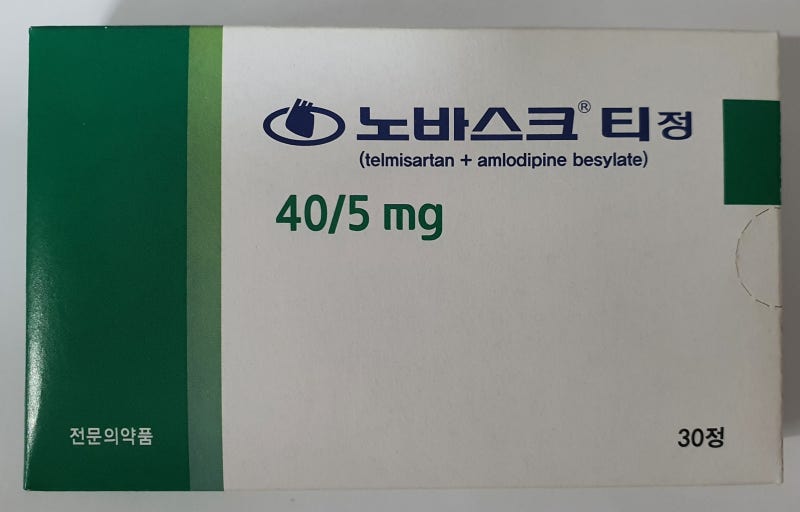 노바스크® 티정
(telmisartan + amlodipine besylate)
40/5 mg
전문의약품
30정